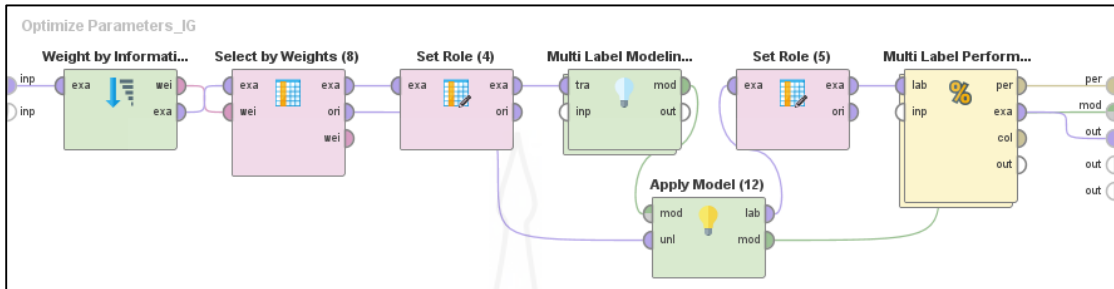 Optimize Parameters_IG
Weight by Informati... Select by Weights (8) Set Role (4) Multi Label Modelin... Set Role (5) Multi Label Perform...
inp exa wei exa exa exa exa tra mod exa exa lab per per
inp exa wei ori ori inp out ori inp exa mod
wei col out
out out
out
Apply Model (12)
mod lab
unl mod